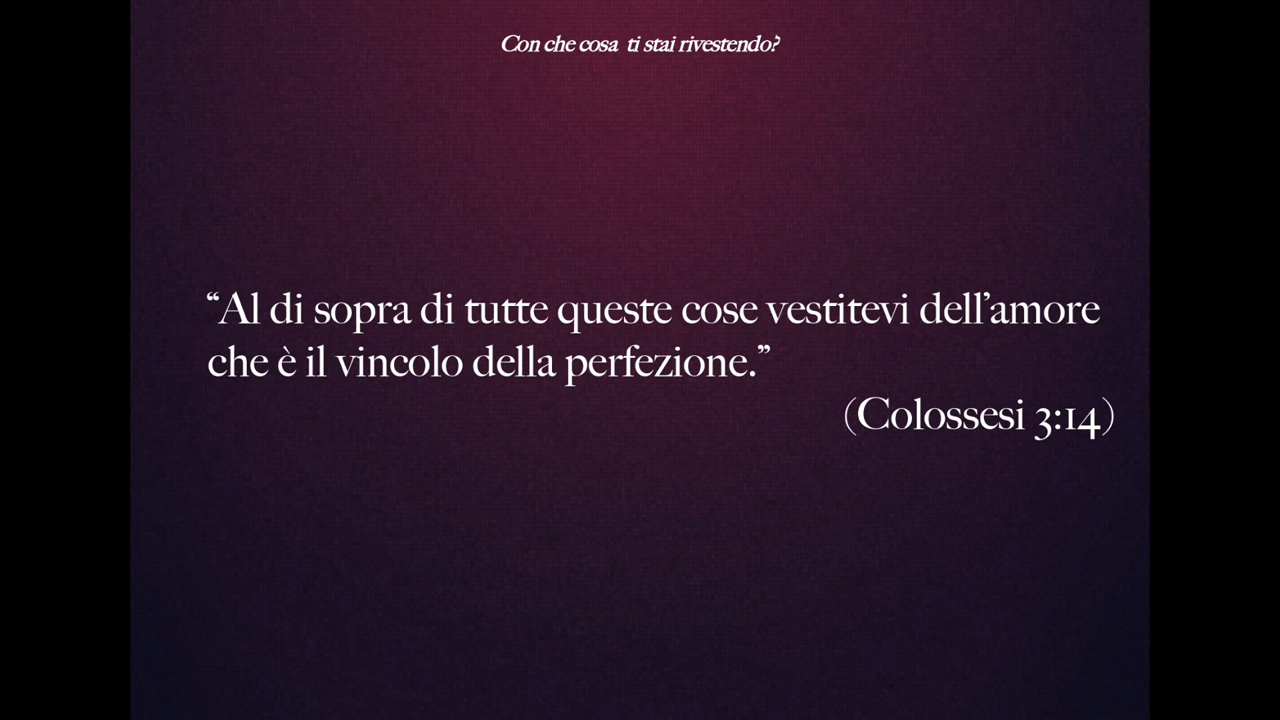 Con che cosa  ti stai rivestendo?
“Al di sopra di tutte queste cose vestitevi dell’amore
che è il vincolo della perfezione.”
(Colossesi 3:14)